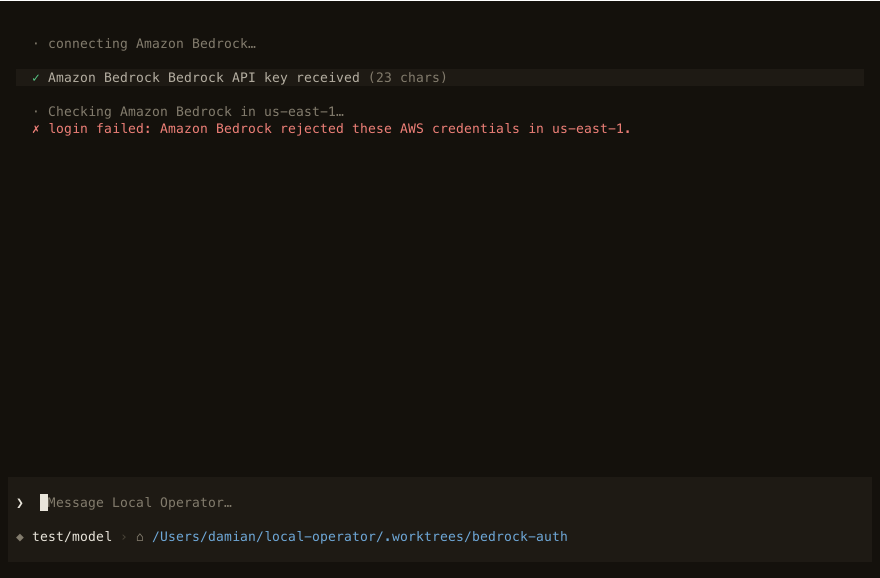 · connecting Amazon Bedrock…
✓ Amazon Bedrock Bedrock API key received (23 chars)
· Checking Amazon Bedrock in us-east-1…
✗ login failed: Amazon Bedrock rejected these AWS credentials in us-east-1.
❯ Message Local Operator…
◆ test/model › ⌂ /Users/damian/local-operator/.worktrees/bedrock-auth